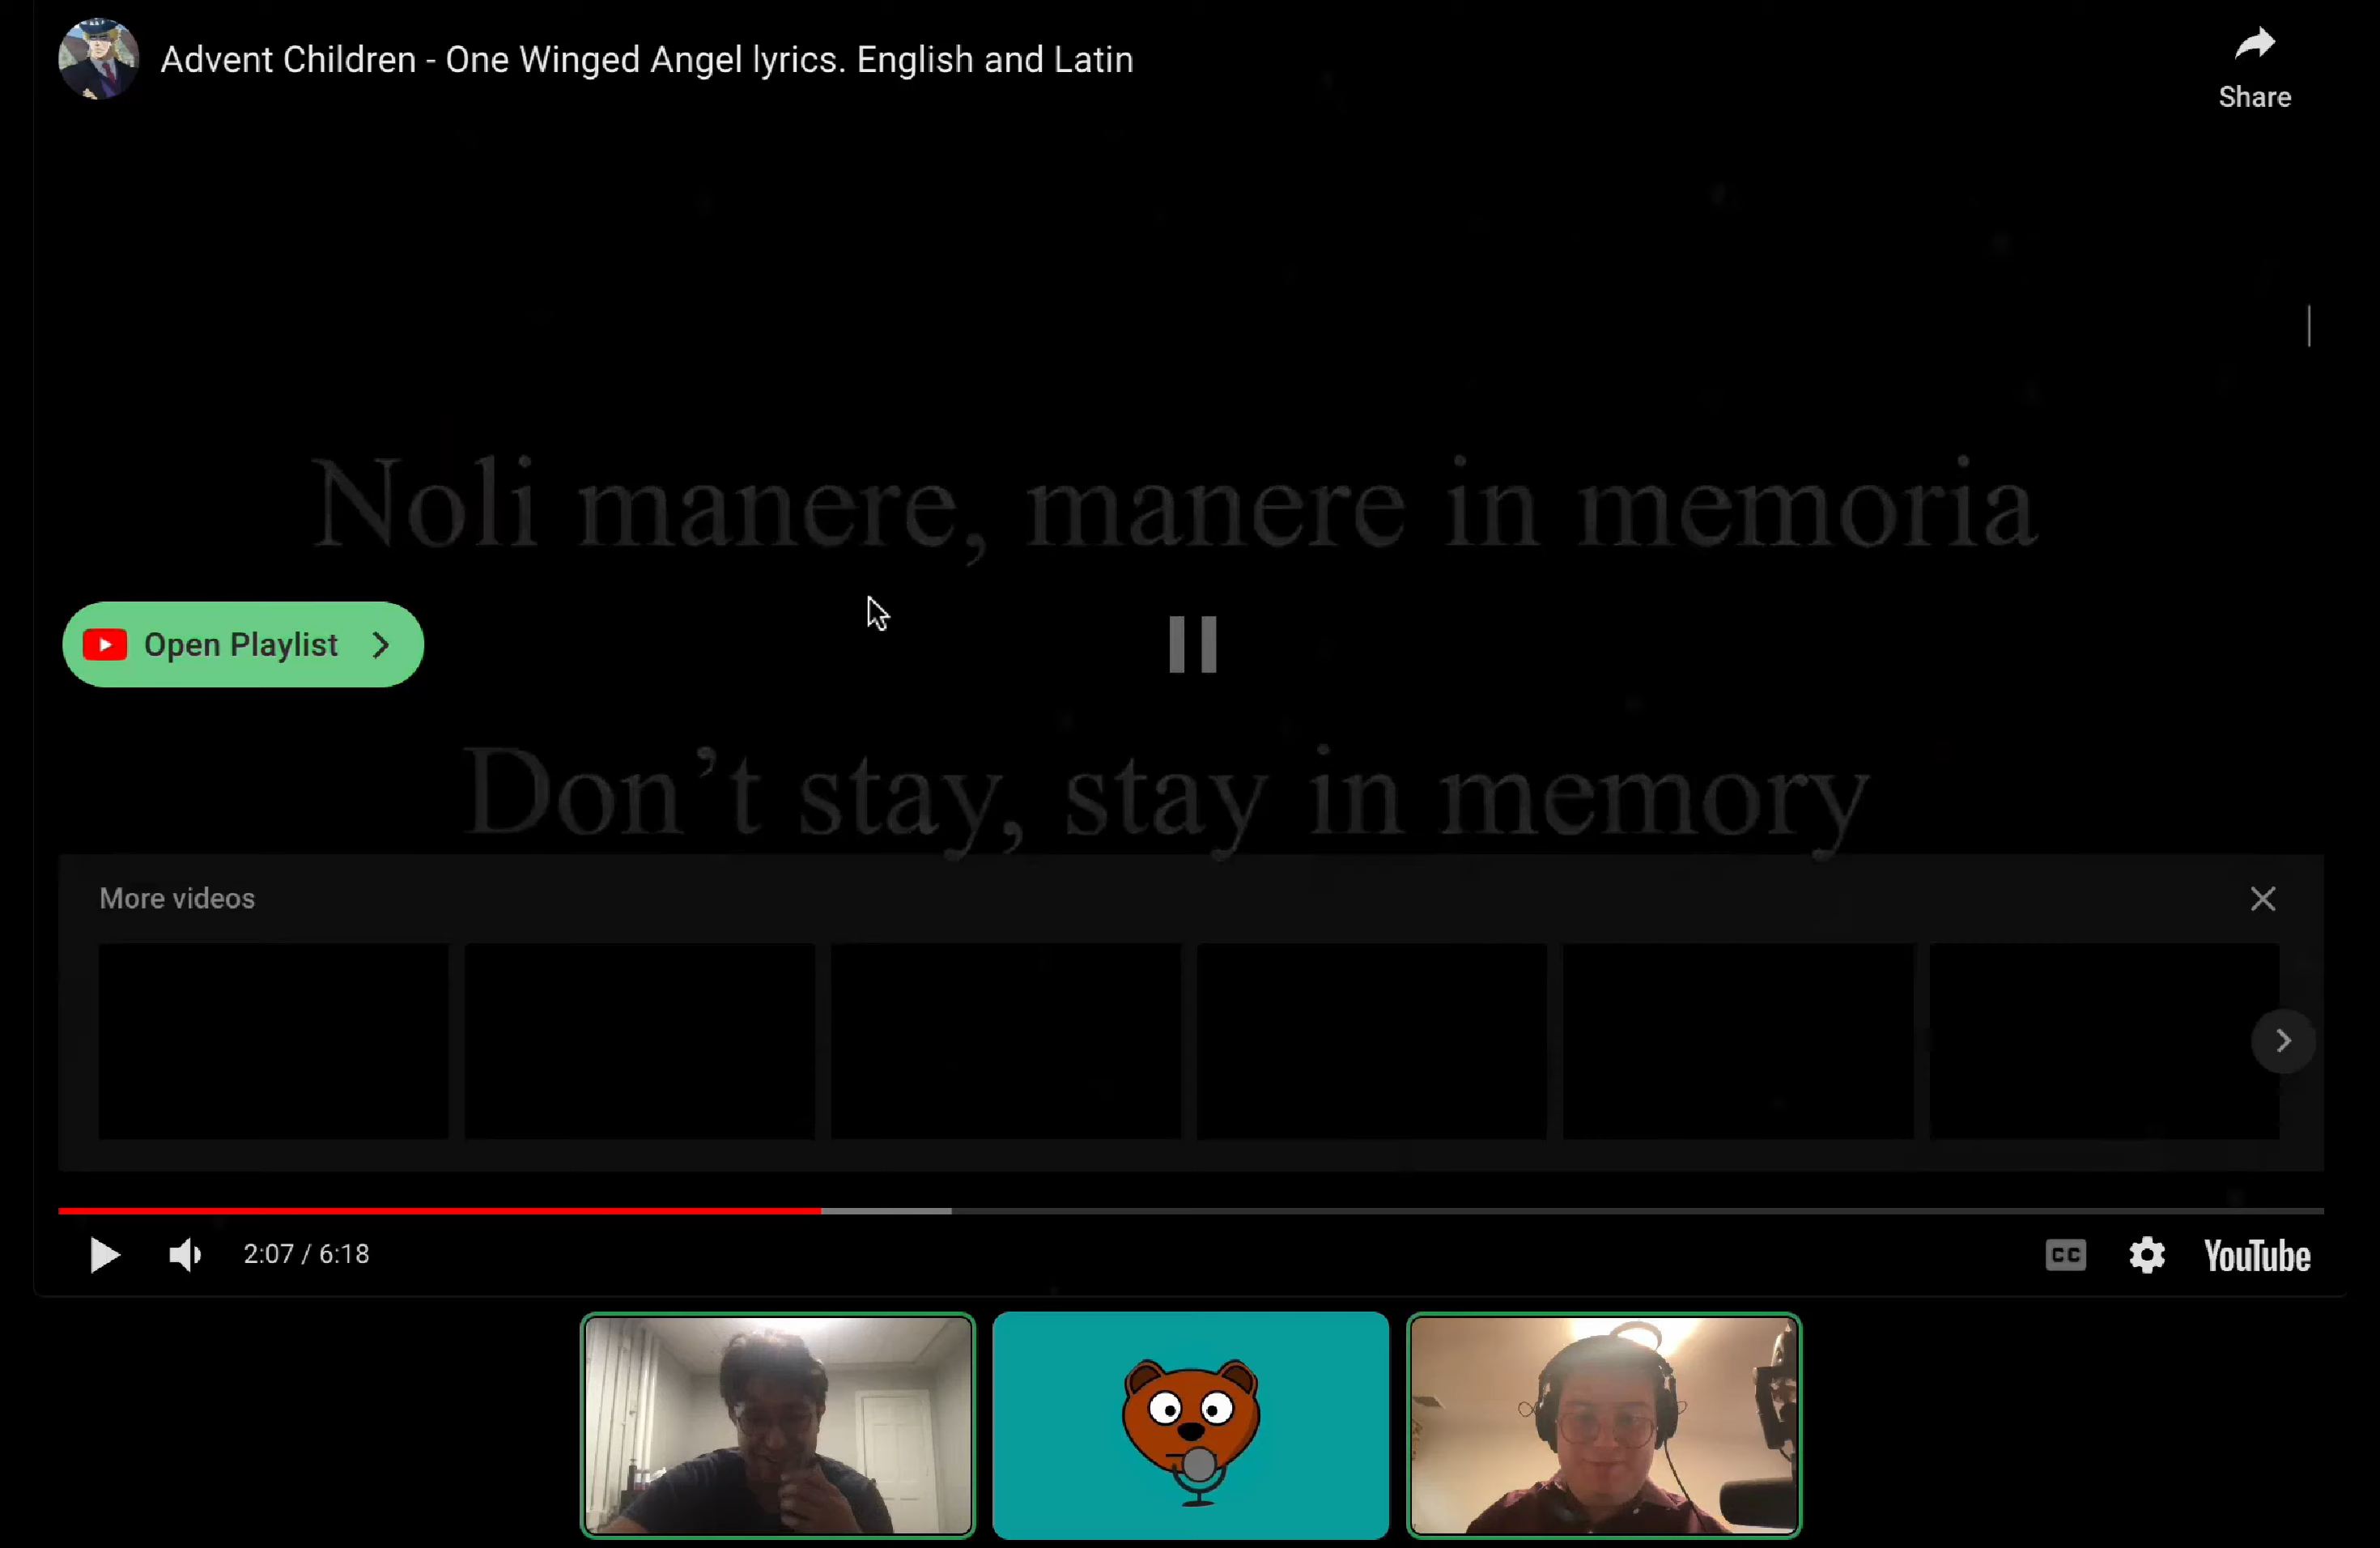 Advent Children - One Winged Angel lyrics. English and Latin
Share
Noli manere, manere in memoria
Open Playlist
Don’t stay, stay in memory
More videos
2:07 / 6:18
CC
YouTube